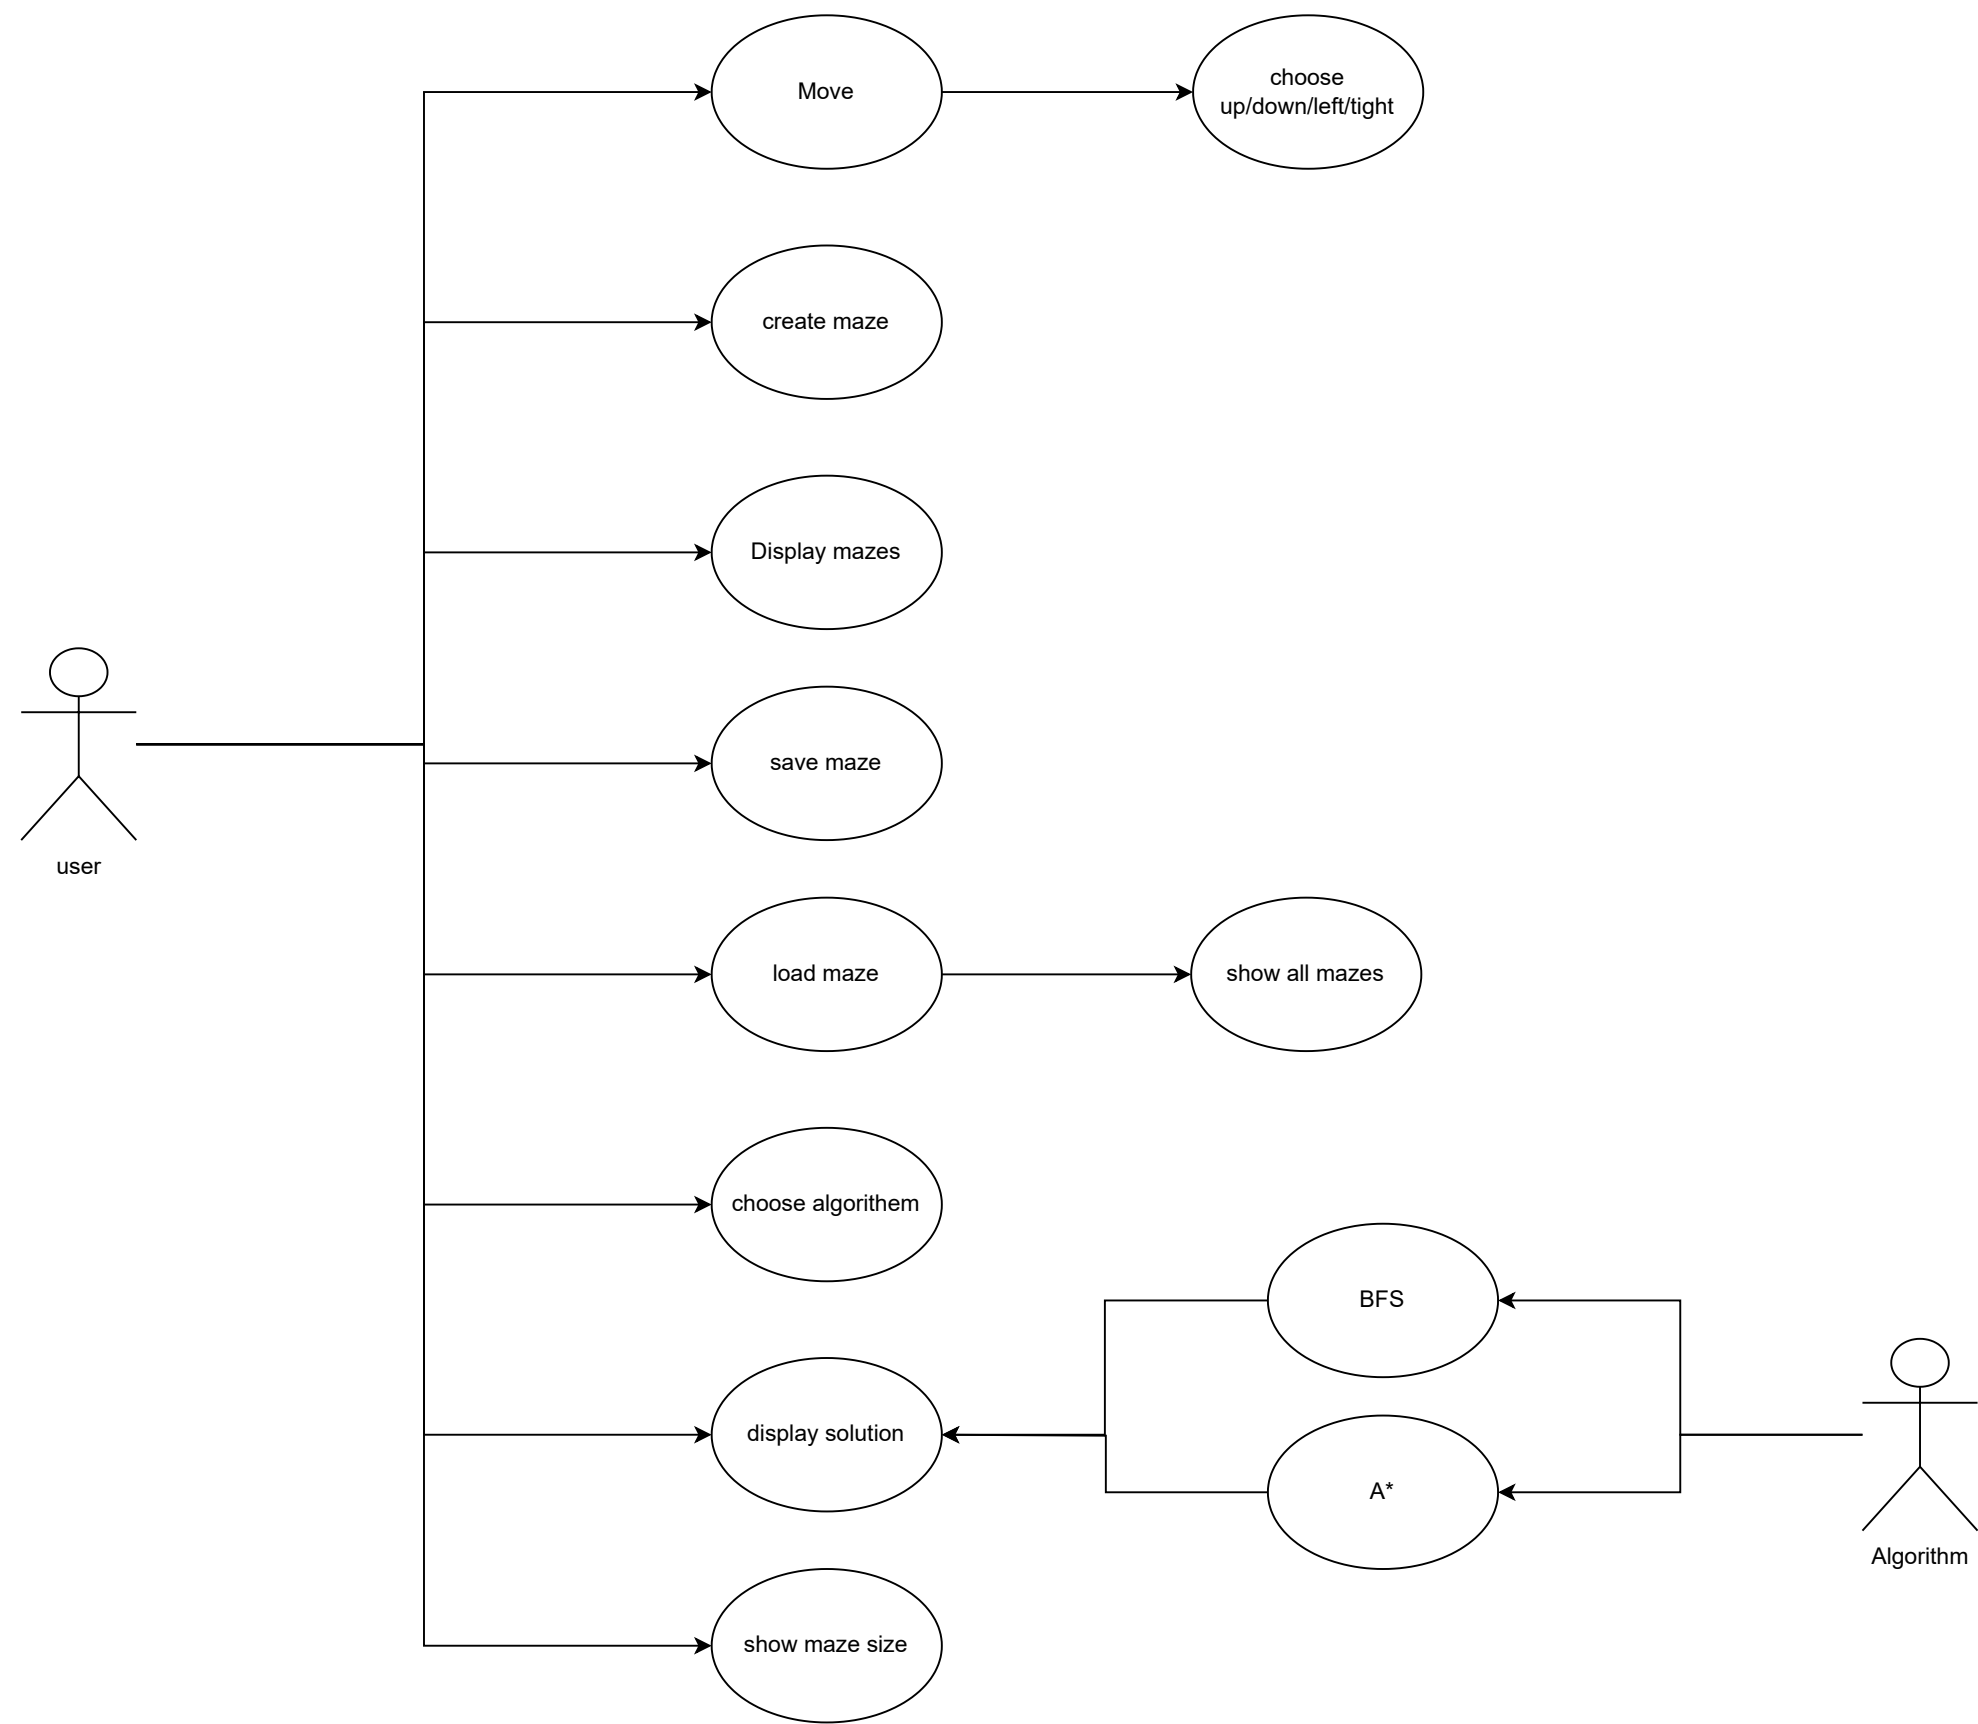 Move
choose
up/down/left/tight
create maze
Display mazes
save maze
user
load maze
show all mazes
choose algorithem
BFS
display solution
A*
Algorithm
show maze size